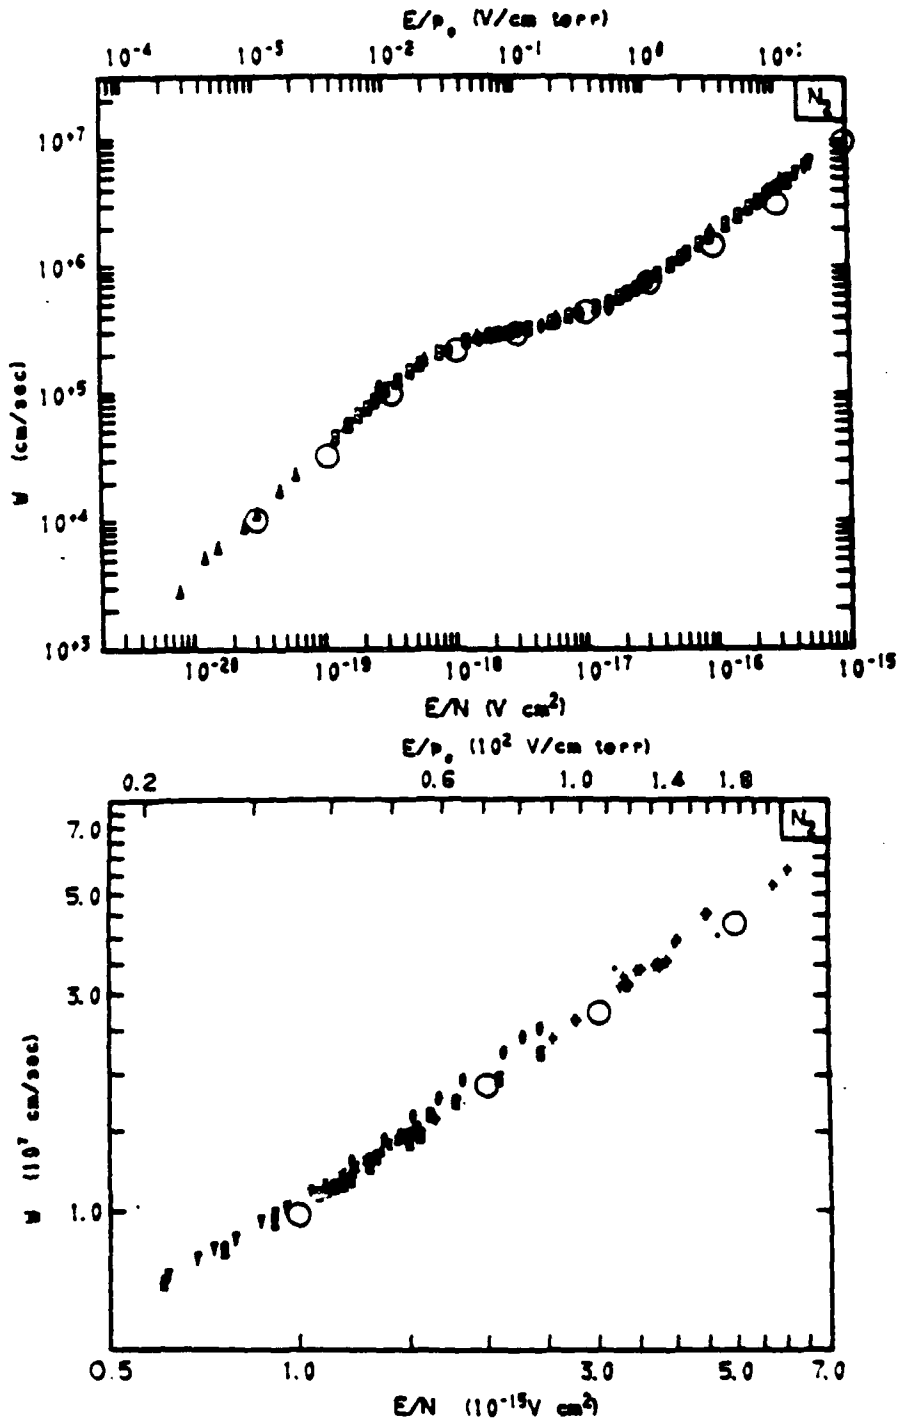 E/p₀ (V/cm torr)
10⁻⁴ 10⁻³ 10⁻² 10⁻¹ 10⁰ 10⁺¹
N₂
10⁺⁷
10⁺⁶
10⁺⁵
10⁺⁴
10⁺³
W (cm/sec)
10⁻²⁰ 10⁻¹⁹ 10⁻¹⁸ 10⁻¹⁷ 10⁻¹⁶ 10⁻¹⁵
E/N (V cm²)
E/p₀ (10² V/cm torr)
0.2 0.6 1.0 1.4 1.8
N₂
7.0
5.0
3.0
1.0
W (10⁷ cm/sec)
0.5 1.0 3.0 5.0 7.0
E/N (10⁻¹⁵V cm²)